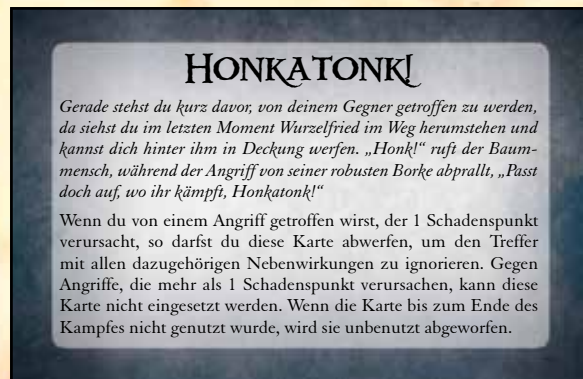 Honkatonk!
Gerade stehst du kurz davor, von deinem Gegner getroffen zu werden,
da siehst du im letzten Moment Wurzelfried im Weg herumstehen und
kannst dich hinter ihm in Deckung werfen. „Honk!“ ruft der Baum-
mensch, während der Angriff von seiner robusten Borke abprallt, „Passt
doch auf, wo ihr kämpft, Honkatonk!“
Wenn du von einem Angriff getroffen wirst, der 1 Schadenspunkt
verursacht, so darfst du diese Karte abwerfen, um den Treffer
mit allen dazugehörigen Nebenwirkungen zu ignorieren. Gegen
Angriffe, die mehr als 1 Schadenspunkt verursachen, kann diese
Karte nicht eingesetzt werden. Wenn die Karte bis zum Ende des
Kampfes nicht genutzt wurde, wird sie unbenutzt abgeworfen.